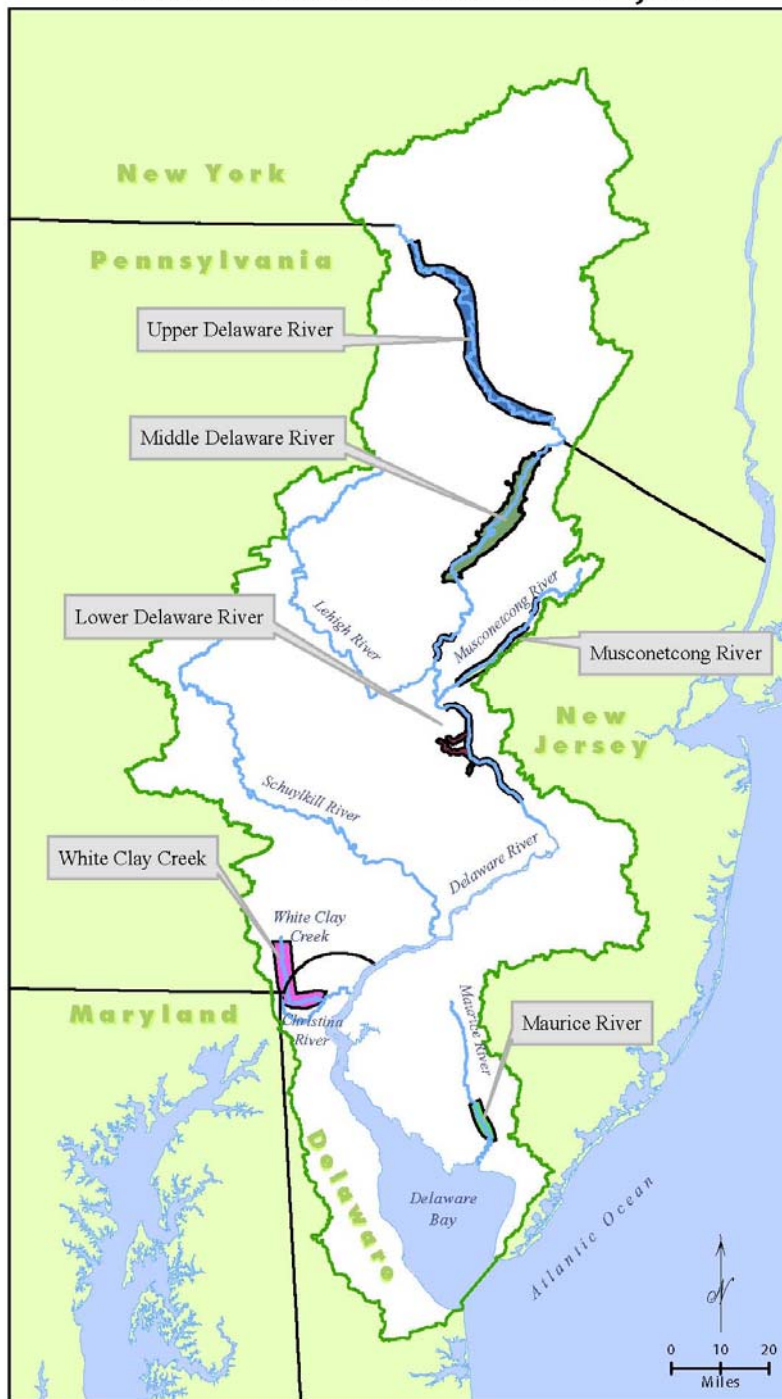 New York
Pennsylvania
Upper Delaware River
Middle Delaware River
Lower Delaware River
Lehigh River
Musconetcong River
Musconetcong River
New
Jersey
Schuylkill River
Delaware River
White Clay Creek
White Clay
Creek
Maryland
Christina
River
Maurice River
Maurice River
Delaware
Delaware
Bay
Atlantic Ocean
N
0 10 20
Miles